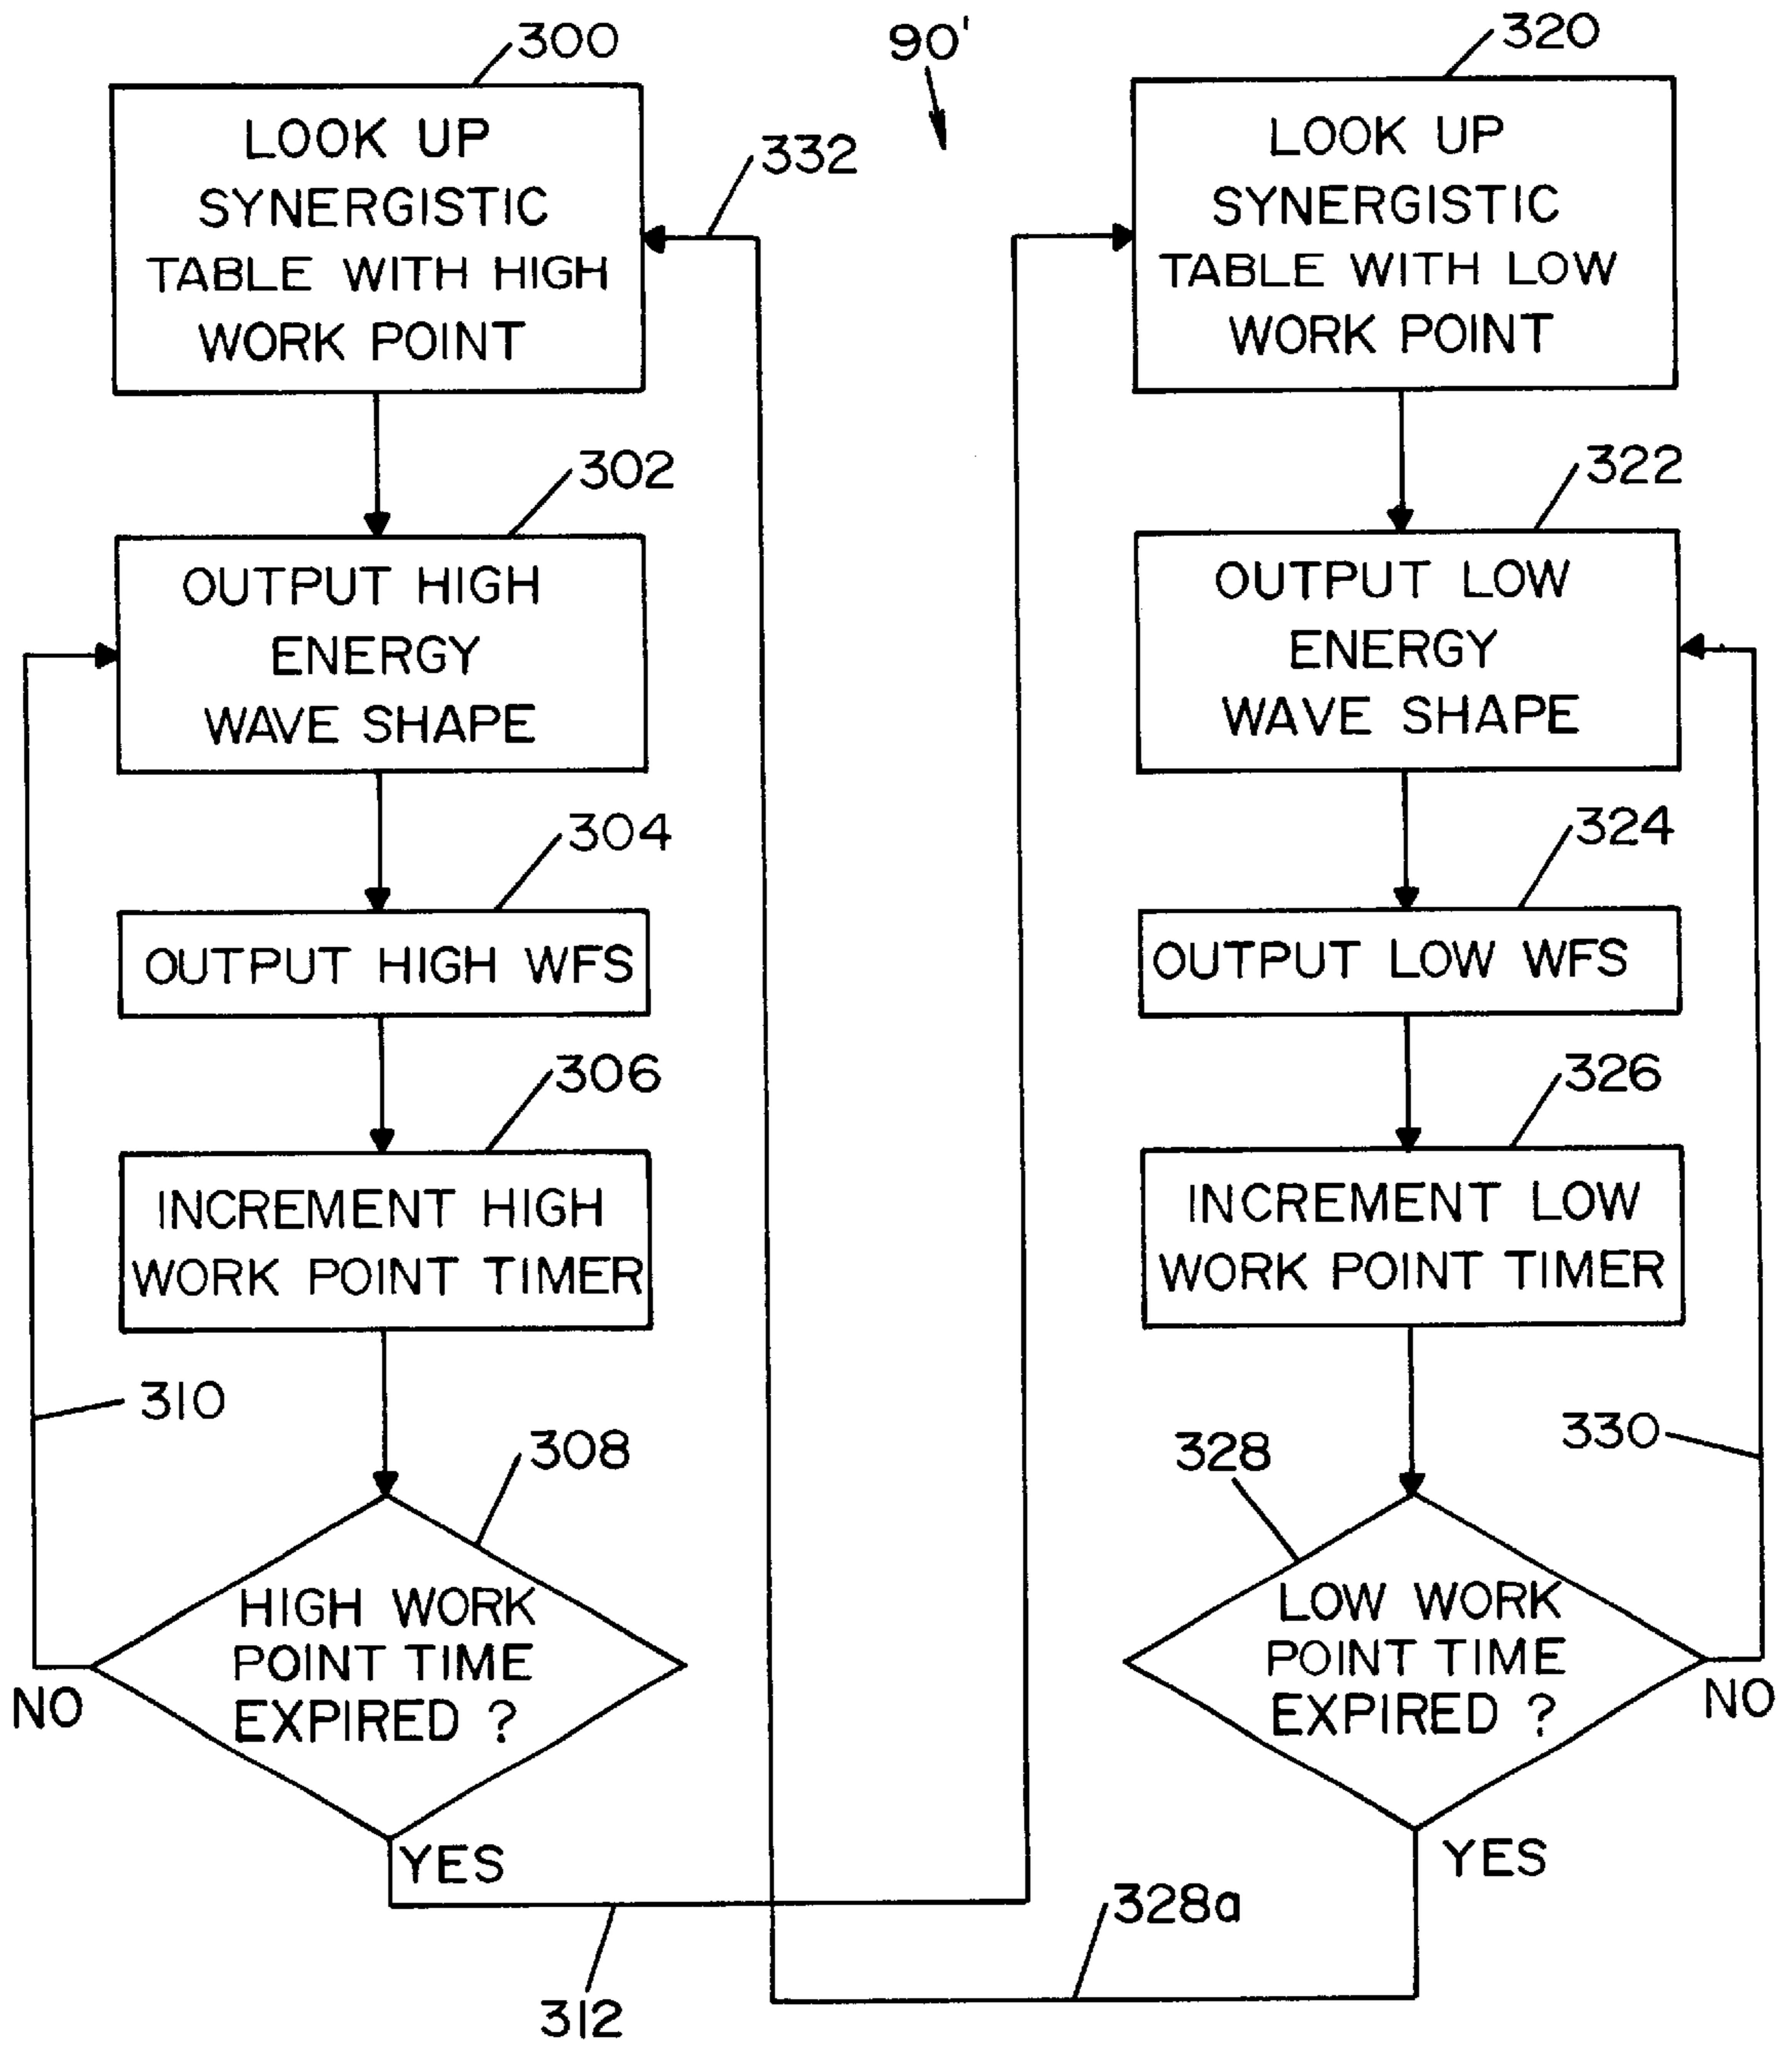 300
LOOK UP
SYNERGISTIC
TABLE WITH HIGH
WORK POINT
302
OUTPUT HIGH
ENERGY
WAVE SHAPE
304
OUTPUT HIGH WFS
306
INCREMENT HIGH
WORK POINT TIMER
310
308
HIGH WORK
POINT TIME
EXPIRED ?
NO
YES
312
90'
332
320
LOOK UP
SYNERGISTIC
TABLE WITH LOW
WORK POINT
322
OUTPUT LOW
ENERGY
WAVE SHAPE
324
OUTPUT LOW WFS
326
INCREMENT LOW
WORK POINT TIMER
330
328
LOW WORK
POINT TIME
EXPIRED ?
NO
YES
328a